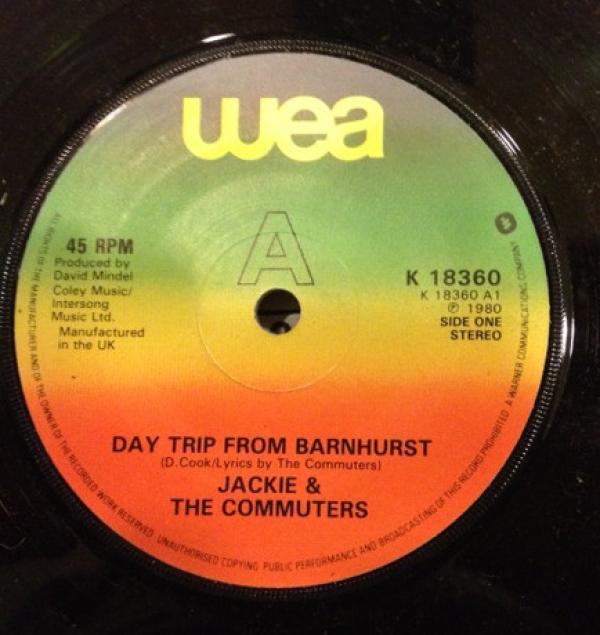 wea
A
45 RPM
Produced by
David Mindel
Coley Music/
Intersong
Music Ltd.
Manufactured
in the UK
K 18360
K 18360 A1
℗ 1980
SIDE ONE
STEREO
DAY TRIP FROM BARNHURST
(D.Cook/Lyrics by The Commuters)
JACKIE &
THE COMMUTERS
ALL RIGHTS OF THE MANUFACTURER AND OF THE OWNER OF THE RECORDED WORK RESERVED. UNAUTHORISED COPYING PUBLIC PERFORMANCE AND BROADCASTING OF THIS RECORD PROHIBITED. A WARNER COMMUNICATIONS COMPANY